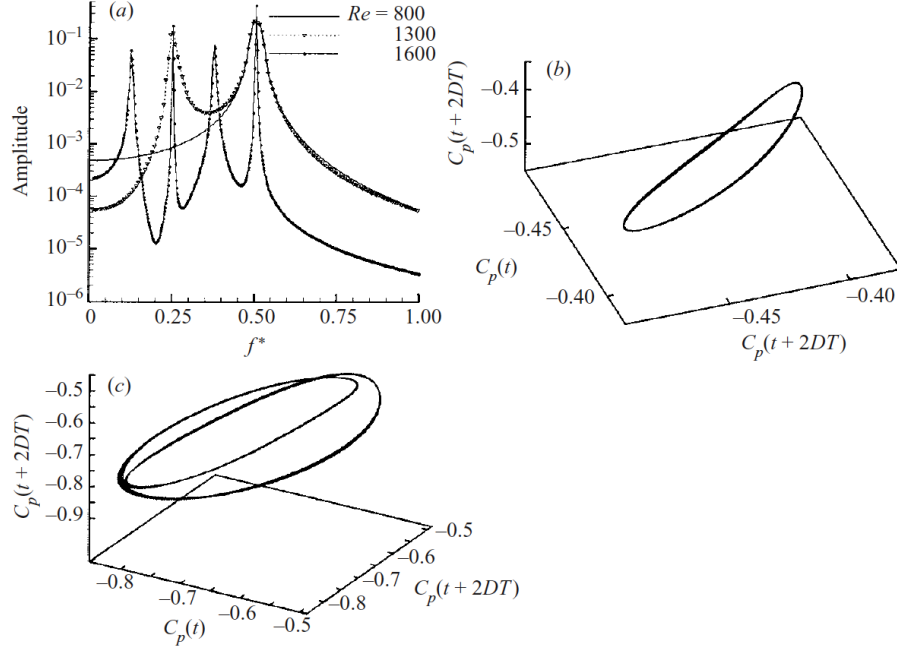 (a)
Re = 800
1300
1600
10⁻¹
10⁻²
10⁻³
10⁻⁴
10⁻⁵
10⁻⁶
Amplitude
0 0.25 0.50 0.75 1.00
f*
(b)
−0.4
−0.5
C_p(t + 2DT)
−0.45
−0.40
C_p(t)
−0.45
−0.40
C_p(t + 2DT)
(c)
−0.5
−0.6
−0.7
−0.8
−0.9
C_p(t + 2DT)
−0.8
−0.7
−0.6
−0.5
C_p(t)
−0.5
−0.6
−0.7
−0.8
C_p(t + 2DT)